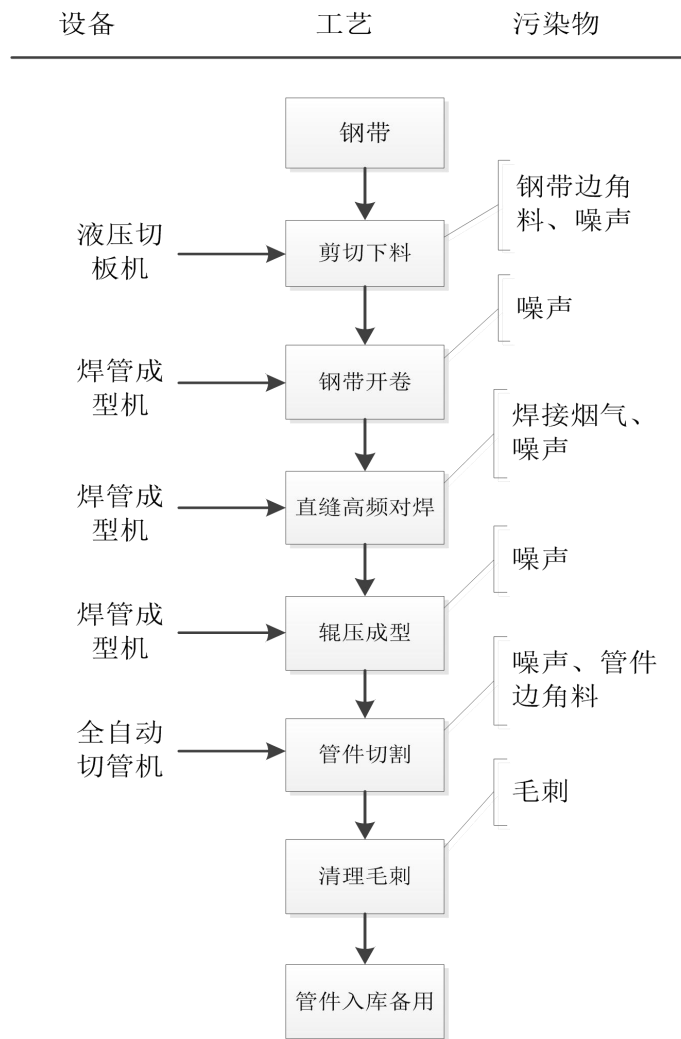 设备 工艺 污染物
钢带
钢带边角
料、噪声
液压切
板机
剪切下料
噪声
焊管成
型机
钢带开卷
焊接烟气、
噪声
焊管成
型机
直缝高频对焊
噪声
焊管成
型机
辊压成型
噪声、管件
边角料
全自动
切管机
管件切割
毛刺
清理毛刺
管件入库备用